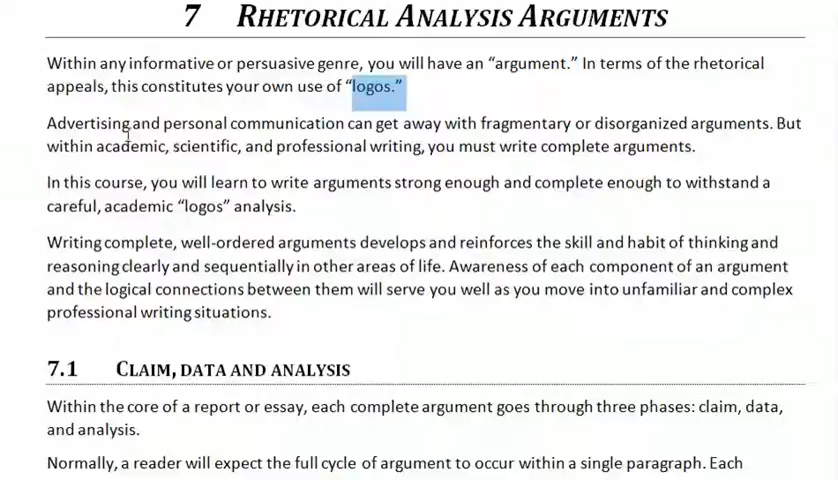 7 RHETORICAL ANALYSIS ARGUMENTS
Within any informative or persuasive genre, you will have an “argument.” In terms of the rhetorical
appeals, this constitutes your own use of “logos.”
Advertising and personal communication can get away with fragmentary or disorganized arguments. But
within academic, scientific, and professional writing, you must write complete arguments.
In this course, you will learn to write arguments strong enough and complete enough to withstand a
careful, academic “logos” analysis.
Writing complete, well-ordered arguments develops and reinforces the skill and habit of thinking and
reasoning clearly and sequentially in other areas of life. Awareness of each component of an argument
and the logical connections between them will serve you well as you move into unfamiliar and complex
professional writing situations.
7.1 CLAIM, DATA AND ANALYSIS
Within the core of a report or essay, each complete argument goes through three phases: claim, data,
and analysis.
Normally, a reader will expect the full cycle of argument to occur within a single paragraph. Each